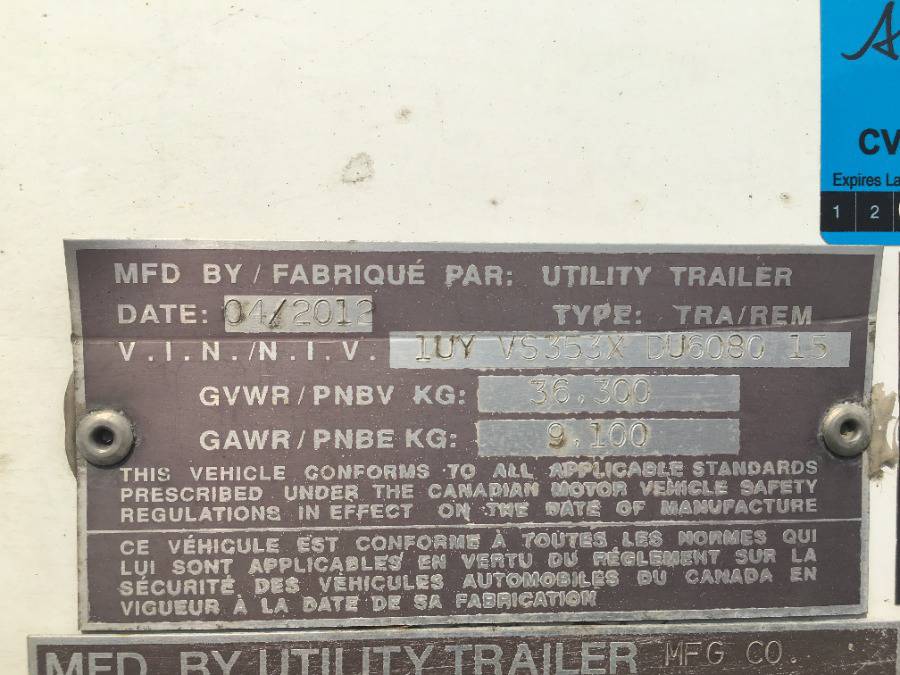 CV
Expires La
1 2
MFD BY / FABRIQUÉ PAR: UTILITY TRAILER
DATE: 04/2012 TYPE: TRA/REM
V.I.N./N.I.V. 1UY VS353X DU6080 15
GVWR/PNBV KG: 36,300
GAWR/PNBE KG: 9,100
THIS VEHICLE CONFORMS TO ALL APPLICABLE STANDARDS
PRESCRIBED UNDER THE CANADIAN MOTOR VEHICLE SAFETY
REGULATIONS IN EFFECT ON THE DATE OF MANUFACTURE
CE VÉHICULE EST CONFORME À TOUTES LES NORMES QUI
LUI SONT APPLICABLES EN VERTU DU RÉGLEMENT SUR LA
SÉCURITÉ DES VÉHICULES AUTOMOBILES DU CANADA EN
VIGUEUR À LA DATE DE SA FABRICATION
MFD. BY UTILITY TRAILER MFG CO.